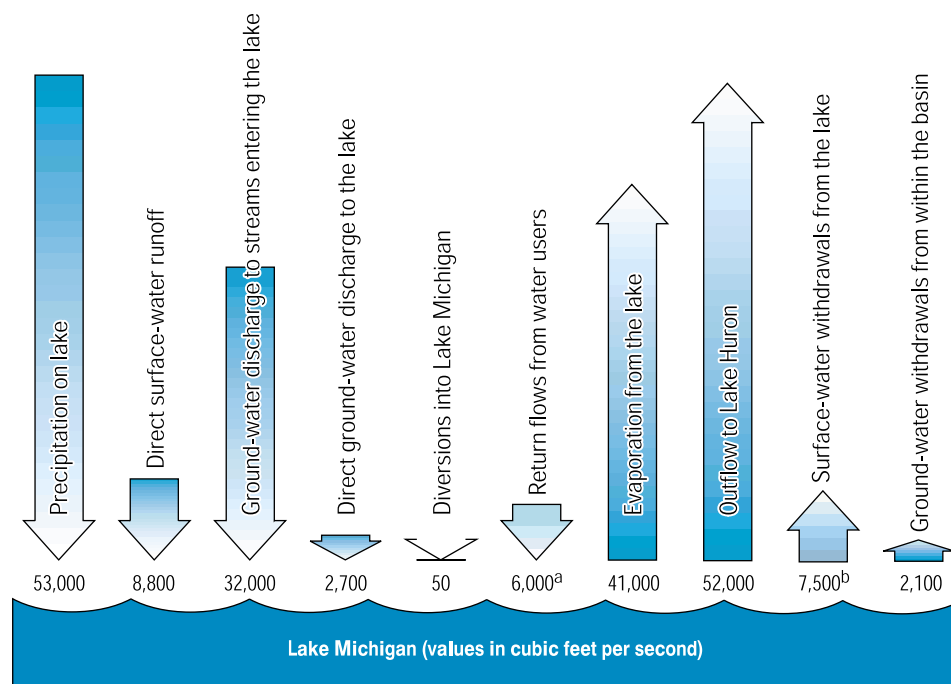 Precipitation on lake
Direct surface-water runoff
Ground-water discharge to streams entering the lake
Direct ground-water discharge to the lake
Diversions into Lake Michigan
Return flows from water users
Evaporation from the lake
Outflow to Lake Huron
Surface-water withdrawals from the lake
Ground-water withdrawals from within the basin
53,000 8,800 32,000 2,700 50 6,000ᵃ 41,000 52,000 7,500ᵇ 2,100
Lake Michigan (values in cubic feet per second)